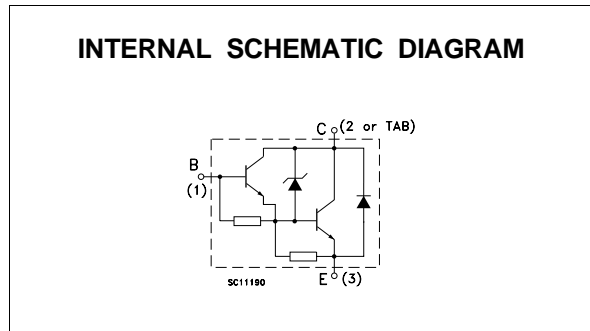 INTERNAL SCHEMATIC DIAGRAM
C (2 or TAB)
B
(1)
SC11190
E (3)